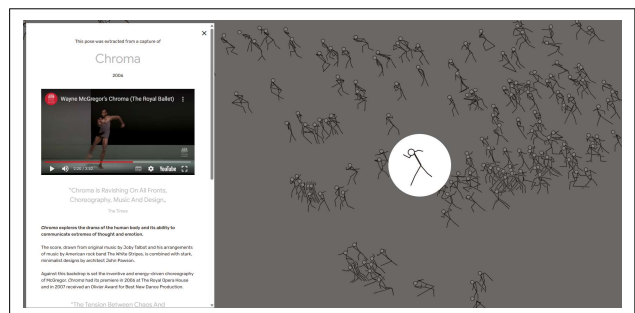 This pose was extracted from a capture of
Chroma
2006
Wayne McGregor's Chroma (The Royal Ballet)
YouTube
"Chroma Is Ravishing On All Fronts,
Choreography, Music And Design„
The Times
Chroma explores the drama of the human body and its ability to
communicate extremes of thought and emotion.
The score, drawn from original music by Joby Talbot and his arrangements
of music by American rock band The White Stripes, is combined with stark,
minimalist designs by architect John Pawson.
Against this backdrop is set the inventive and energy-driven choreography
of McGregor. Chroma had its premiere in 2006 at The Royal Opera House
and in 2007 received an Olivier Award for Best New Dance Production.
"The Tension Between Chaos And